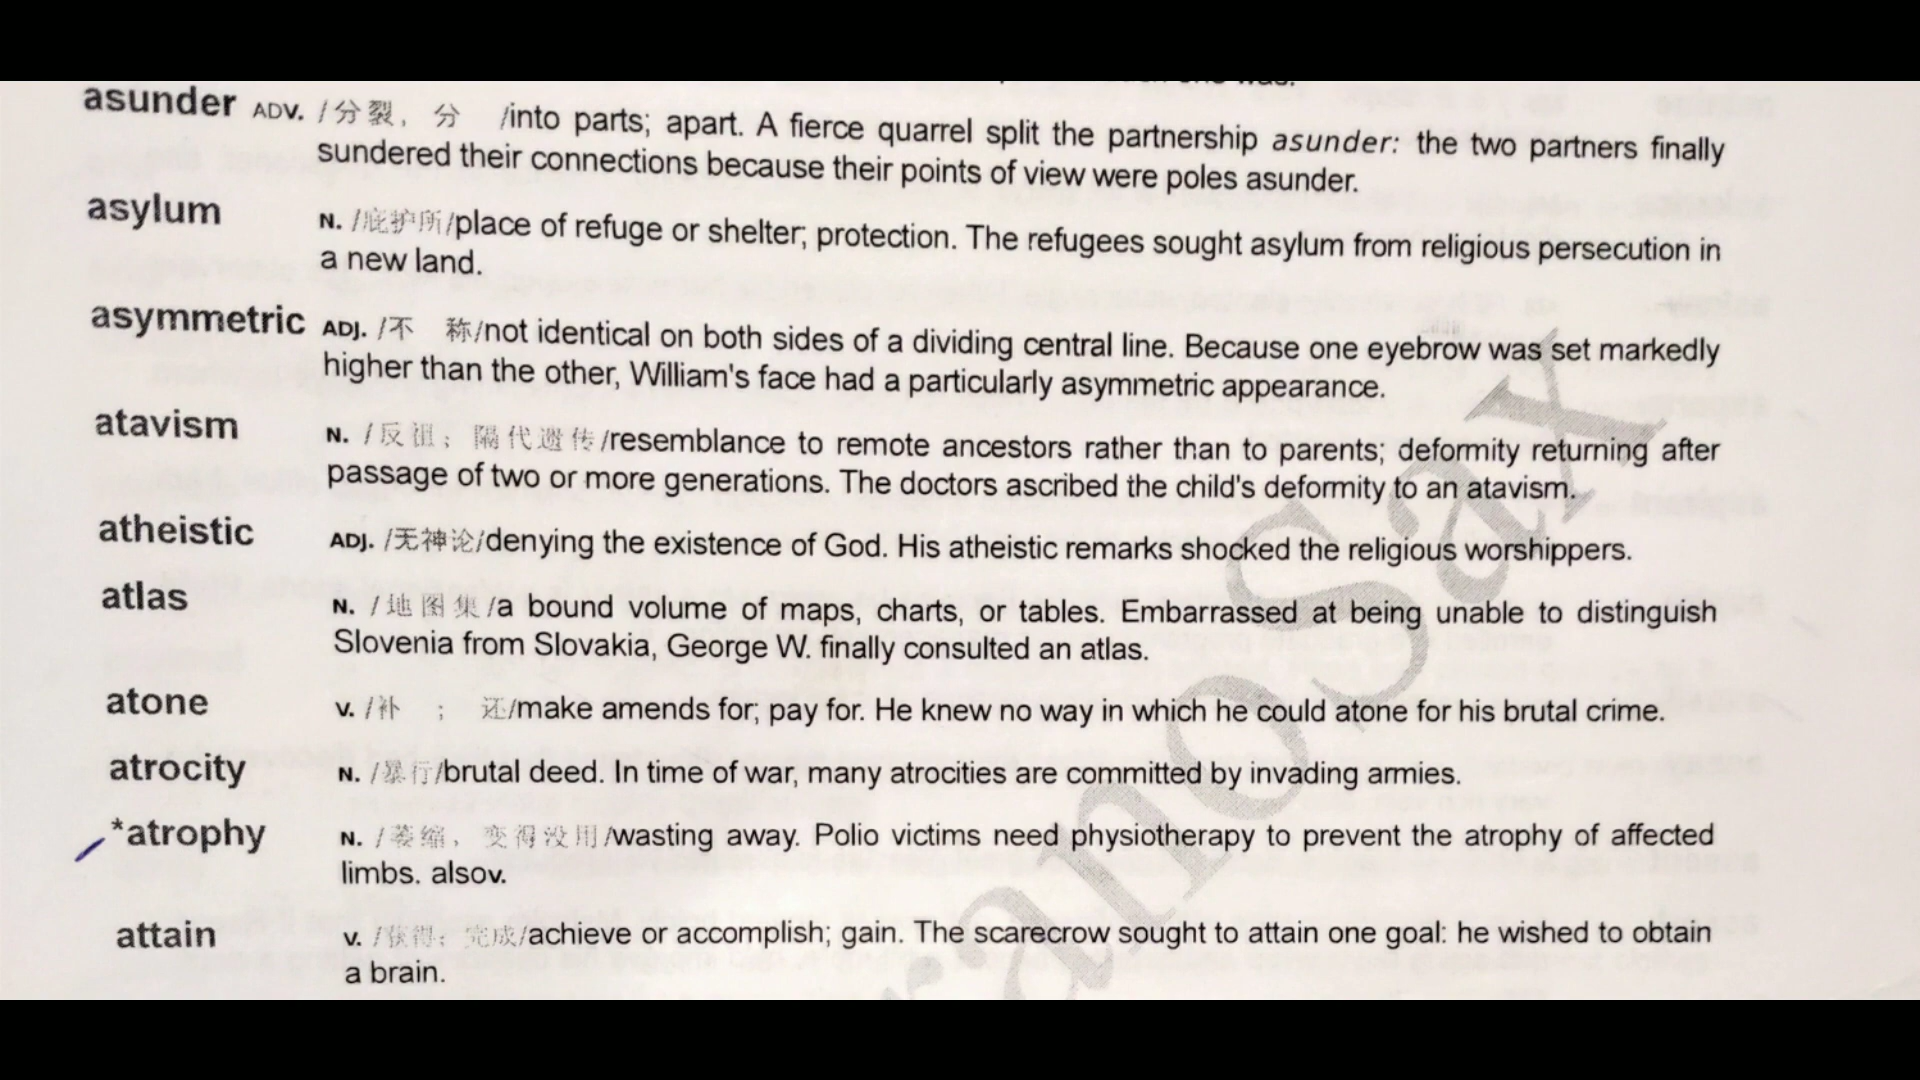 asunder ADV. /分裂， 分 /into parts; apart. A fierce quarrel split the partnership asunder: the two partners finally
sundered their connections because their points of view were poles asunder.
asylum N. /庇护所/place of refuge or shelter; protection. The refugees sought asylum from religious persecution in
a new land.
asymmetric ADJ. /不 称/not identical on both sides of a dividing central line. Because one eyebrow was set markedly
higher than the other, William's face had a particularly asymmetric appearance.
atavism N. /反祖；隔代遗传/resemblance to remote ancestors rather than to parents; deformity returning after
passage of two or more generations. The doctors ascribed the child's deformity to an atavism.
atheistic ADJ. /无神论/denying the existence of God. His atheistic remarks shocked the religious worshippers.
atlas N. /地图集/a bound volume of maps, charts, or tables. Embarrassed at being unable to distinguish
Slovenia from Slovakia, George W. finally consulted an atlas.
atone V. /补 ； 还/make amends for; pay for. He knew no way in which he could atone for his brutal crime.
atrocity N. /暴行/brutal deed. In time of war, many atrocities are committed by invading armies.
*atrophy N. /萎缩，变得没用/wasting away. Polio victims need physiotherapy to prevent the atrophy of affected
limbs. alsov.
attain V. /获得；完成/achieve or accomplish; gain. The scarecrow sought to attain one goal: he wished to obtain
a brain.